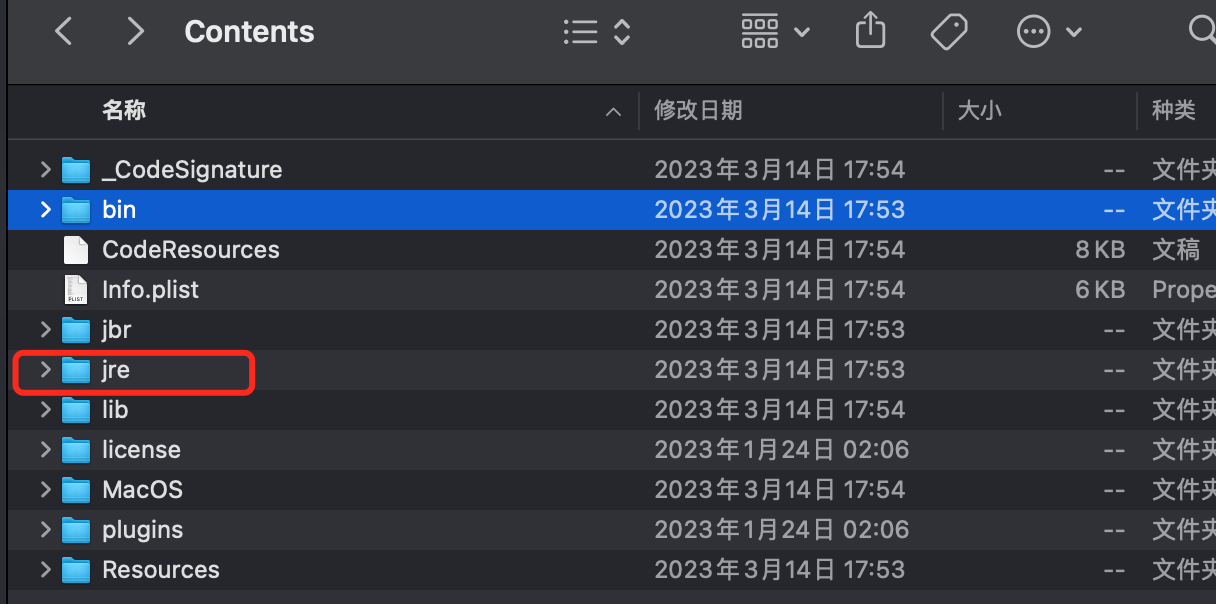 Contents
名称 修改日期 大小 种类
_CodeSignature 2023年3月14日 17:54 -- 文件夹
bin 2023年3月14日 17:53 -- 文件夹
CodeResources 2023年3月14日 17:54 8 KB 文稿
PLIST Info.plist 2023年3月14日 17:54 6 KB Prope
jbr 2023年3月14日 17:53 -- 文件夹
jre 2023年3月14日 17:53 -- 文件夹
lib 2023年3月14日 17:54 -- 文件夹
license 2023年1月24日 02:06 -- 文件夹
MacOS 2023年3月14日 17:54 -- 文件夹
plugins 2023年1月24日 02:06 -- 文件夹
Resources 2023年3月14日 17:53 -- 文件夹